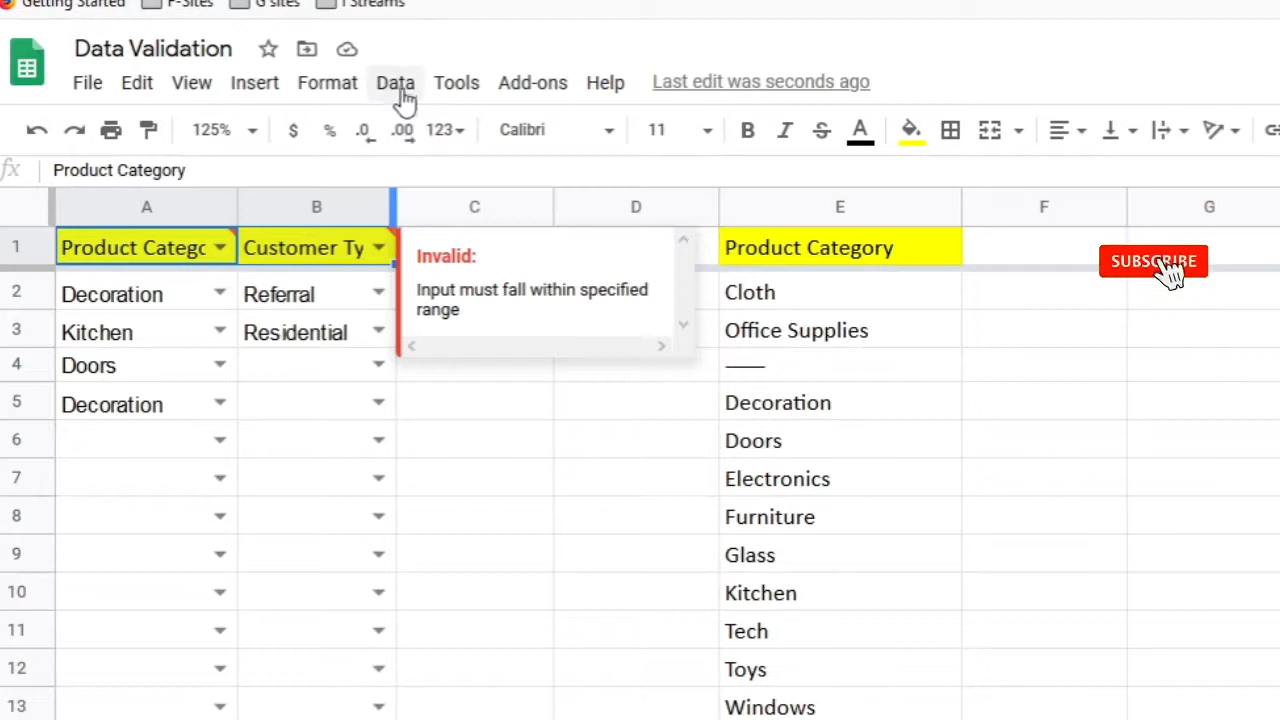 Getting Started F-Sites G sites I Streams
Data Validation
File Edit View Insert Format Data Tools Add-ons Help Last edit was seconds ago
125% $ % .0 .00 123 Calibri 11 B I S A
fx Product Category
A B C D E F G
1 Product Catego Customer Ty Product Category
Invalid:
Input must fall within specified
range
SUBSCRIBE
2 Decoration Referral Cloth
3 Kitchen Residential Office Supplies
4 Doors ——
5 Decoration Decoration
6 Doors
7 Electronics
8 Furniture
9 Glass
10 Kitchen
11 Tech
12 Toys
13 Windows